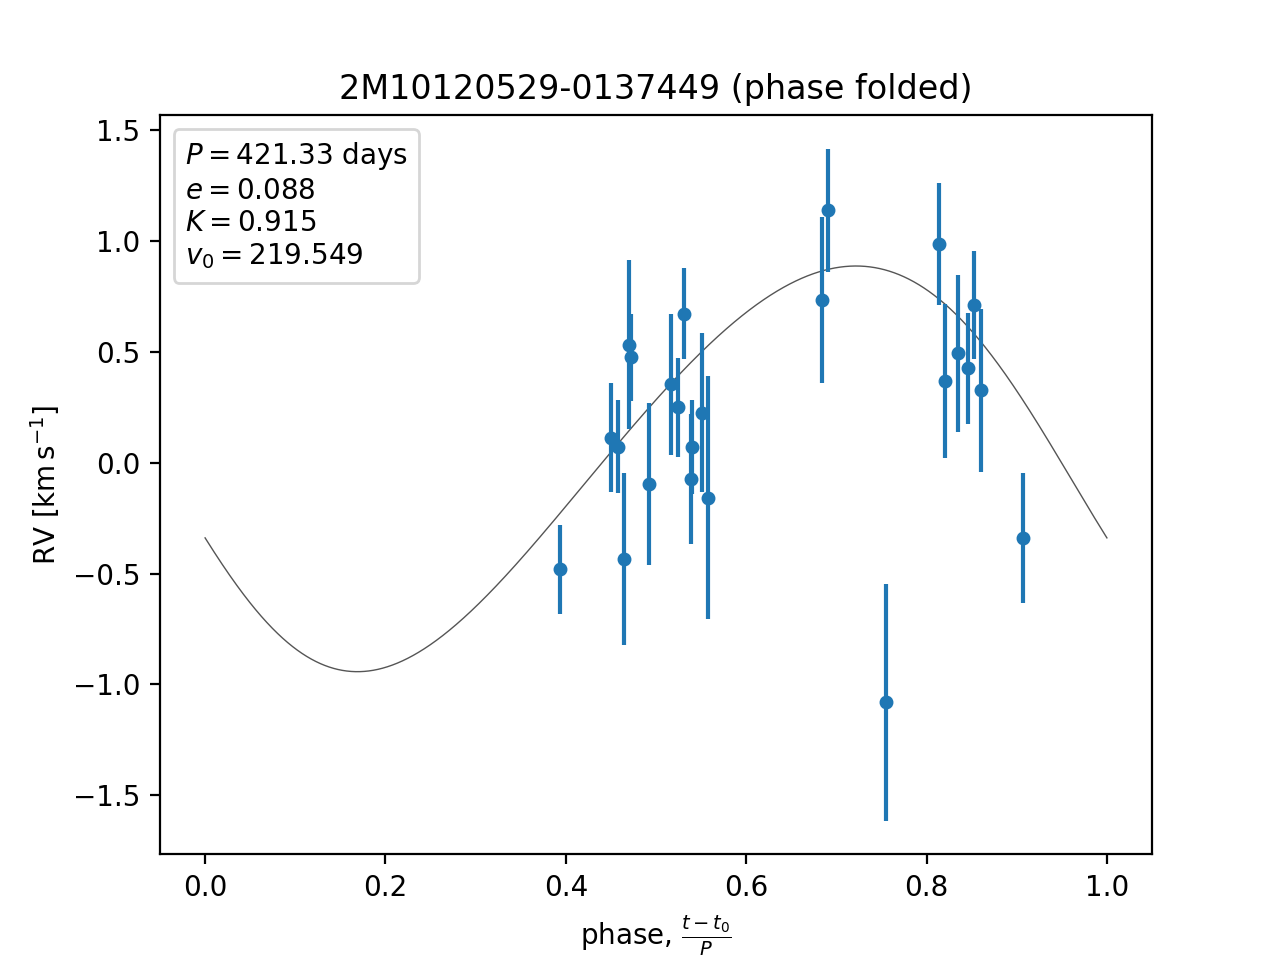 2M10120529-0137449 (phase folded)
P = 421.33 days
e = 0.088
K = 0.915
v₀ = 219.549
1.5
1.0
0.5
0.0
−0.5
−1.0
−1.5
RV [km s⁻¹]
0.0 0.2 0.4 0.6 0.8 1.0
phase, (t − t₀)/P